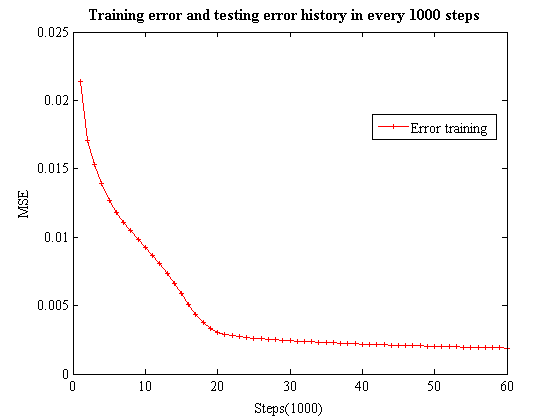 Training error and testing error history in every 1000 steps
0.025
0.02
0.015
0.01
0.005
0
MSE
Error training
0 10 20 30 40 50 60
Steps(1000)